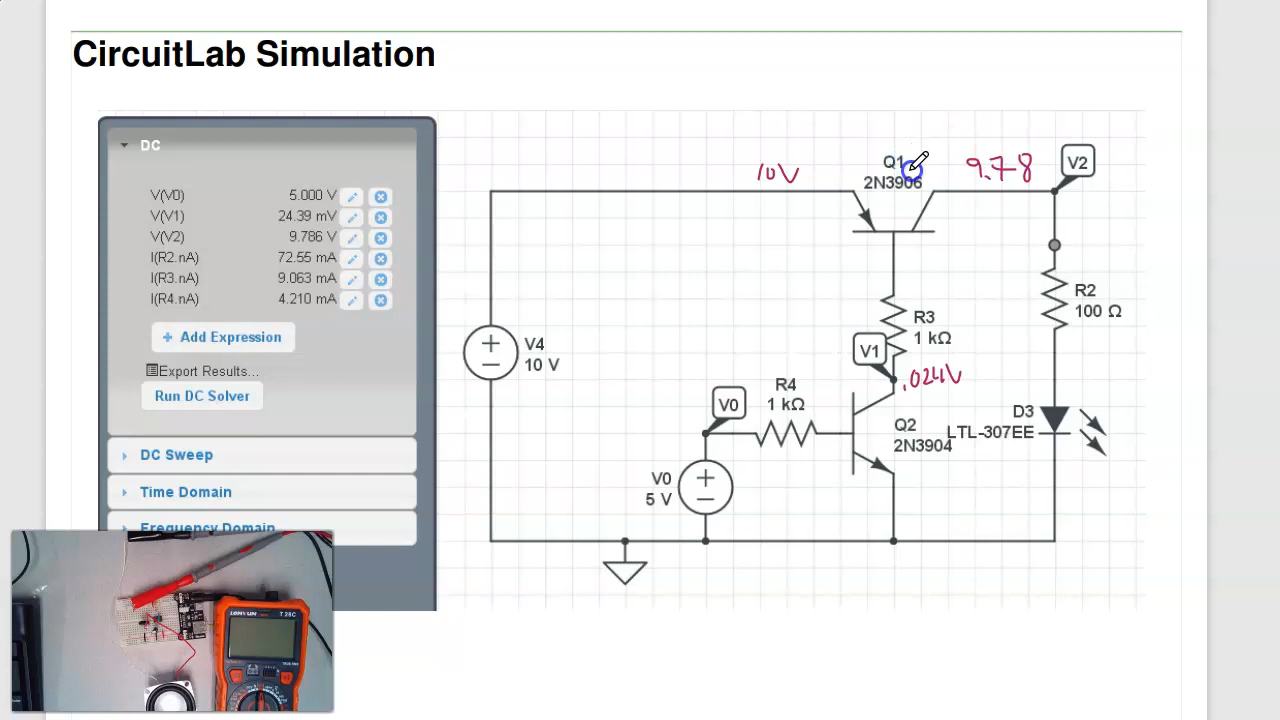 CircuitLab Simulation
DC
V(V0) 5.000 V
V(V1) 24.39 mV
V(V2) 9.786 V
I(R2.nA) 72.55 mA
I(R3.nA) 9.063 mA
I(R4.nA) 4.210 mA
+ Add Expression
Export Results...
Run DC Solver
DC Sweep
Time Domain
Frequency Domain
10V
Q1
2N3906
9.78
V2
V4
10 V
R3
1 kΩ
V1
.024V
R2
100 Ω
V0
R4
1 kΩ
Q2
2N3904
D3
LTL-307EE
V0
5 V
T28C